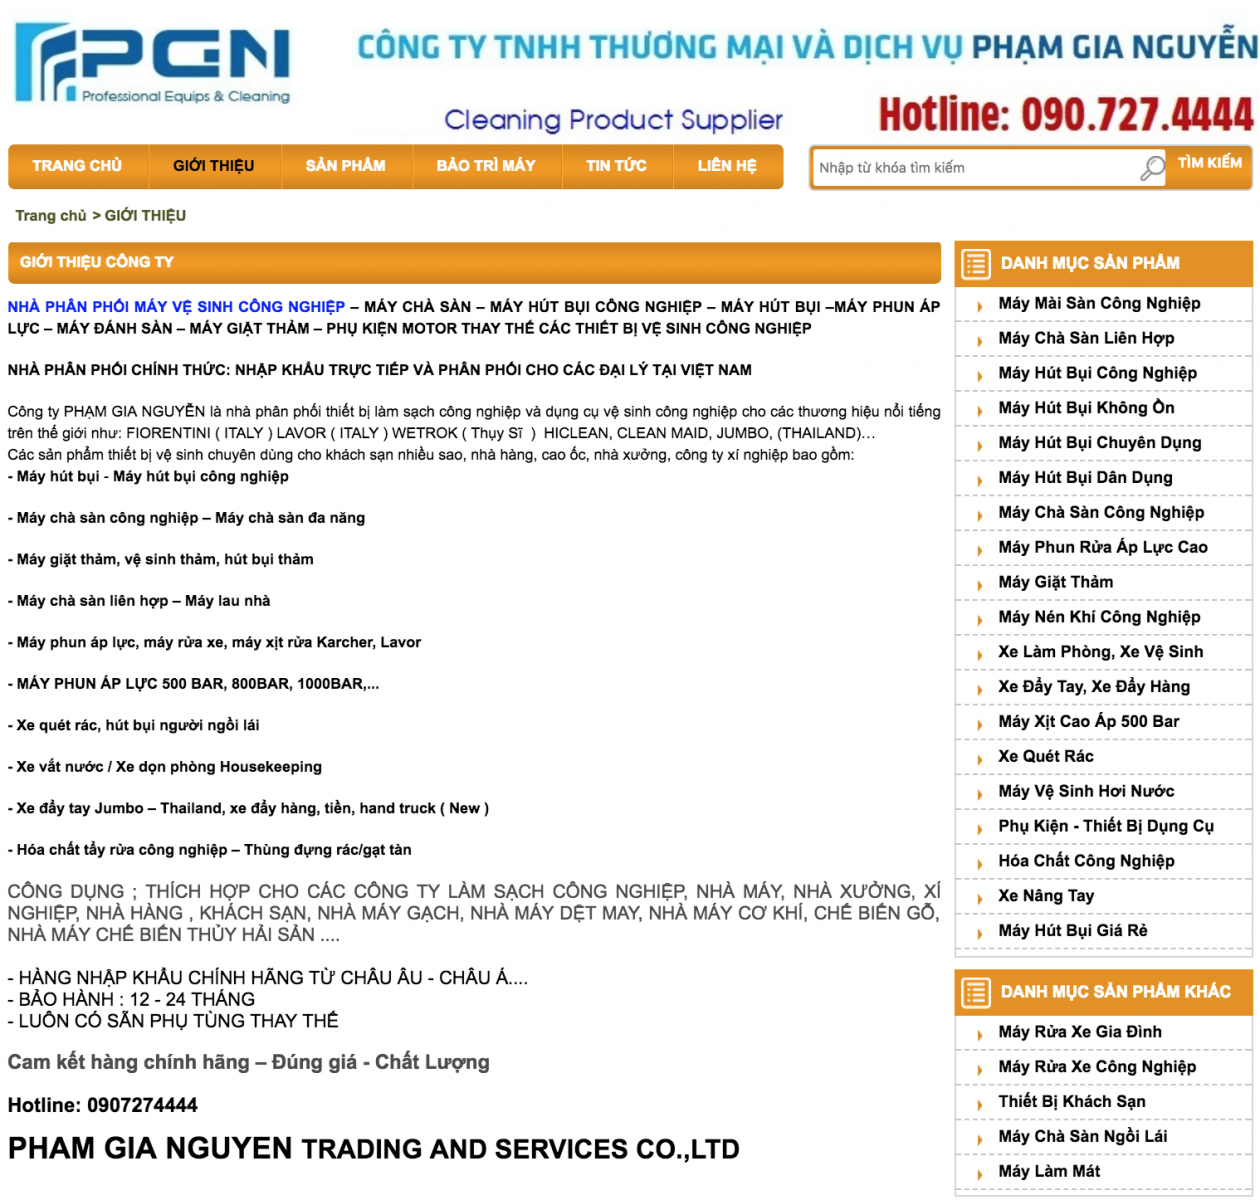 PGN
Professional Equips & Cleaning
CÔNG TY TNHH THƯƠNG MẠI VÀ DỊCH VỤ PHẠM GIA NGUYỄN
Cleaning Product Supplier
Hotline: 090.727.4444
TRANG CHỦ GIỚI THIỆU SẢN PHẨM BẢO TRÌ MÁY TIN TỨC LIÊN HỆ
Nhập từ khóa tìm kiếm TÌM KIẾM
Trang chủ > GIỚI THIỆU
GIỚI THIỆU CÔNG TY
NHÀ PHÂN PHỐI MÁY VỆ SINH CÔNG NGHIỆP – MÁY CHÀ SÀN – MÁY HÚT BỤI CÔNG NGHIỆP – MÁY HÚT BỤI –MÁY PHUN ÁP
LỰC – MÁY ĐÁNH SÀN – MÁY GIẶT THẢM – PHỤ KIỆN MOTOR THAY THẾ CÁC THIẾT BỊ VỆ SINH CÔNG NGHIỆP
NHÀ PHÂN PHỐI CHÍNH THỨC: NHẬP KHẨU TRỰC TIẾP VÀ PHÂN PHỐI CHO CÁC ĐẠI LÝ TẠI VIỆT NAM
Công ty PHẠM GIA NGUYỄN là nhà phân phối thiết bị làm sạch công nghiệp và dụng cụ vệ sinh công nghiệp cho các thương hiệu nổi tiếng
trên thế giới như: FIORENTINI ( ITALY ) LAVOR ( ITALY ) WETROK ( Thụy Sĩ ) HICLEAN, CLEAN MAID, JUMBO, (THAILAND)…
Các sản phẩm thiết bị vệ sinh chuyên dùng cho khách sạn nhiều sao, nhà hàng, cao ốc, nhà xưởng, công ty xí nghiệp bao gồm:
- Máy hút bụi - Máy hút bụi công nghiệp
- Máy chà sàn công nghiệp – Máy chà sàn đa năng
- Máy giặt thảm, vệ sinh thảm, hút bụi thảm
- Máy chà sàn liên hợp – Máy lau nhà
- Máy phun áp lực, máy rửa xe, máy xịt rửa Karcher, Lavor
- MÁY PHUN ÁP LỰC 500 BAR, 800BAR, 1000BAR,...
- Xe quét rác, hút bụi người ngồi lái
- Xe vắt nước / Xe dọn phòng Housekeeping
- Xe đẩy tay Jumbo – Thailand, xe đẩy hàng, tiền, hand truck ( New )
- Hóa chất tẩy rửa công nghiệp – Thùng đựng rác/gạt tàn
CÔNG DỤNG ; THÍCH HỢP CHO CÁC CÔNG TY LÀM SẠCH CÔNG NGHIỆP, NHÀ MÁY, NHÀ XƯỞNG, XÍ
NGHIỆP, NHÀ HÀNG , KHÁCH SẠN, NHÀ MÁY GẠCH, NHÀ MÁY DỆT MAY, NHÀ MÁY CƠ KHÍ, CHẾ BIẾN GỖ,
NHÀ MÁY CHẾ BIẾN THỦY HẢI SẢN ....
- HÀNG NHẬP KHẨU CHÍNH HÃNG TỪ CHÂU ÂU - CHÂU Á....
- BẢO HÀNH : 12 - 24 THÁNG
- LUÔN CÓ SẴN PHỤ TÙNG THAY THẾ
Cam kết hàng chính hãng – Đúng giá - Chất Lượng
Hotline: 0907274444
PHAM GIA NGUYEN TRADING AND SERVICES CO.,LTD
DANH MỤC SẢN PHẨM
Máy Mài Sàn Công Nghiệp
Máy Chà Sàn Liên Hợp
Máy Hút Bụi Công Nghiệp
Máy Hút Bụi Không Ồn
Máy Hút Bụi Chuyên Dụng
Máy Hút Bụi Dân Dụng
Máy Chà Sàn Công Nghiệp
Máy Phun Rửa Áp Lực Cao
Máy Giặt Thảm
Máy Nén Khí Công Nghiệp
Xe Làm Phòng, Xe Vệ Sinh
Xe Đẩy Tay, Xe Đẩy Hàng
Máy Xịt Cao Áp 500 Bar
Xe Quét Rác
Máy Vệ Sinh Hơi Nước
Phụ Kiện - Thiết Bị Dụng Cụ
Hóa Chất Công Nghiệp
Xe Nâng Tay
Máy Hút Bụi Giá Rẻ
DANH MỤC SẢN PHẨM KHÁC
Máy Rửa Xe Gia Đình
Máy Rửa Xe Công Nghiệp
Thiết Bị Khách Sạn
Máy Chà Sàn Ngồi Lái
Máy Làm Mát